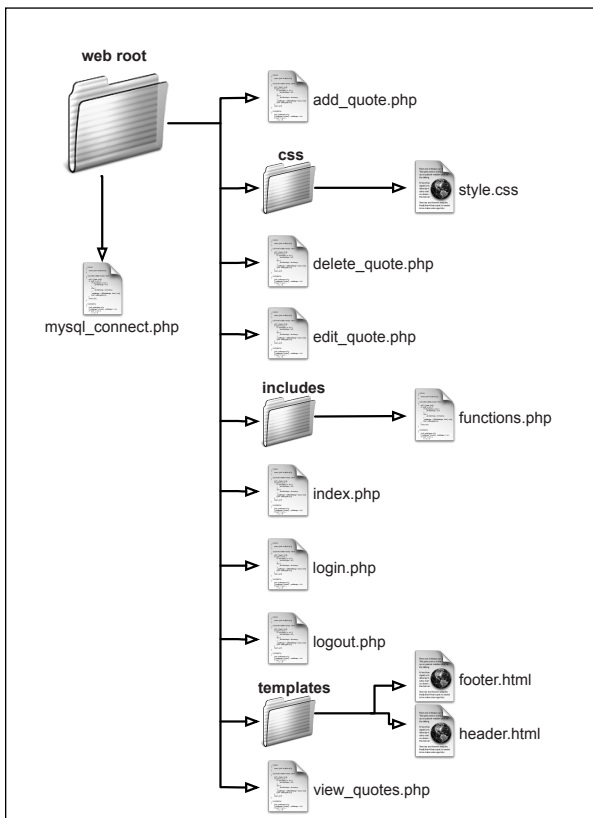 web root
add_quote.php
css
style.css
mysql_connect.php
delete_quote.php
edit_quote.php
includes
functions.php
index.php
login.php
logout.php
templates
footer.html
header.html
view_quotes.php